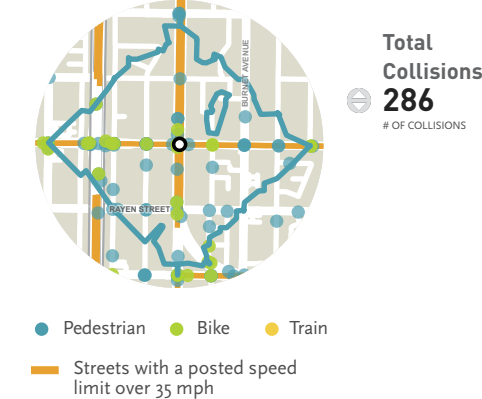 BURNET AVENUE
RAYEN STREET
Total
Collisions
286
# OF COLLISIONS
Pedestrian
Bike
Train
Streets with a posted speed
limit over 35 mph